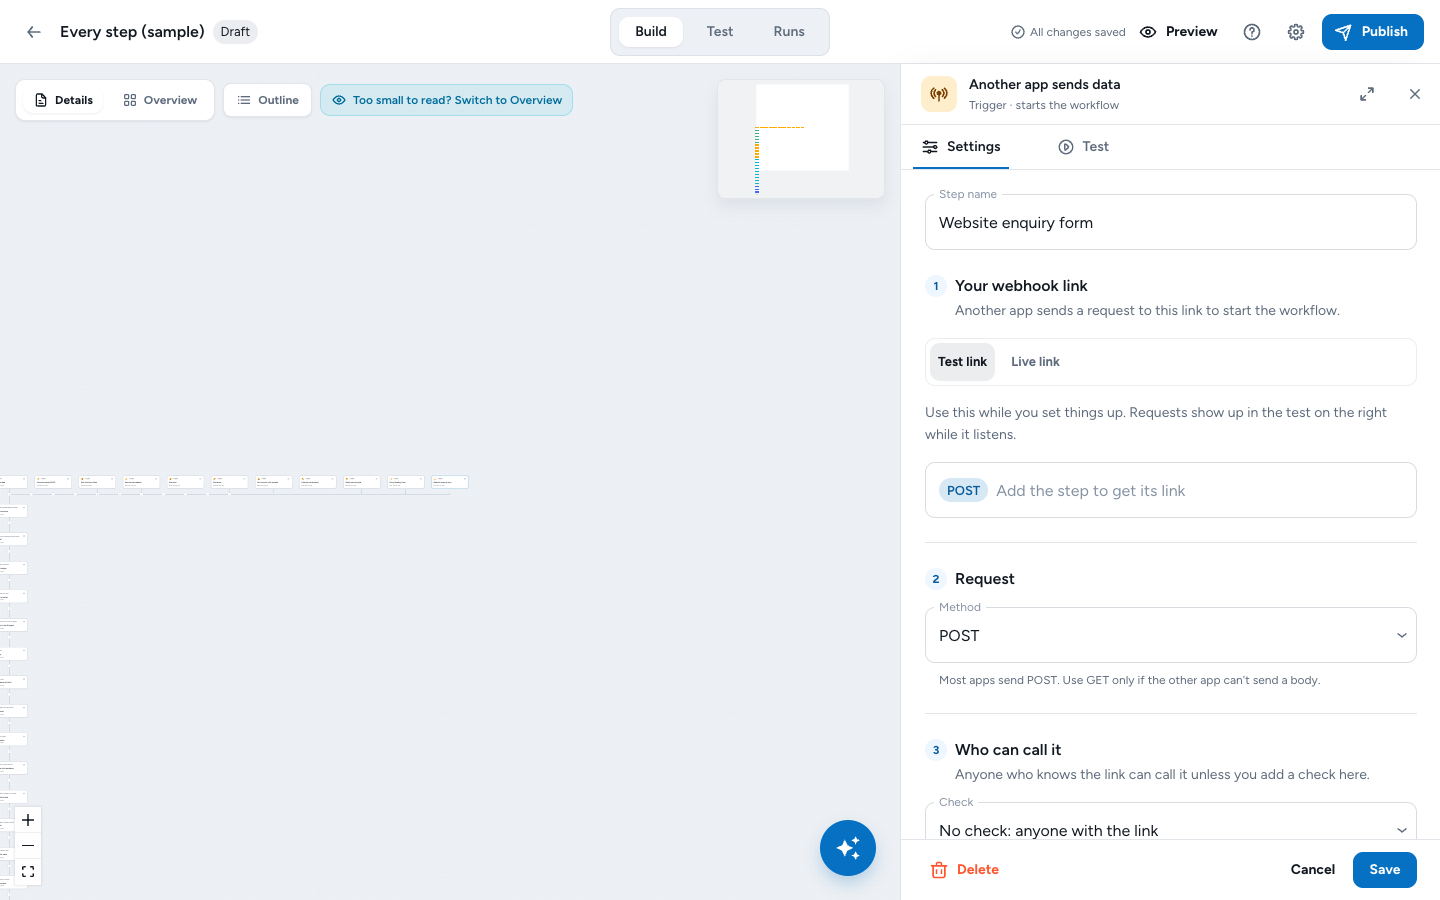 Every step (sample)
Draft
Build
Test
Runs
All changes saved
Preview
Publish
Details
Overview
Outline
Too small to read? Switch to Overview
Another app sends data
Trigger · starts the workflow
Settings
Test
Step name
Website enquiry form
1
Your webhook link
Another app sends a request to this link to start the workflow.
Test link
Live link
Use this while you set things up. Requests show up in the test on the right
while it listens.
POST
Add the step to get its link
2
Request
Method
POST
Most apps send POST. Use GET only if the other app can't send a body.
3
Who can call it
Anyone who knows the link can call it unless you add a check here.
Check
No check: anyone with the link
Delete
Cancel
Save